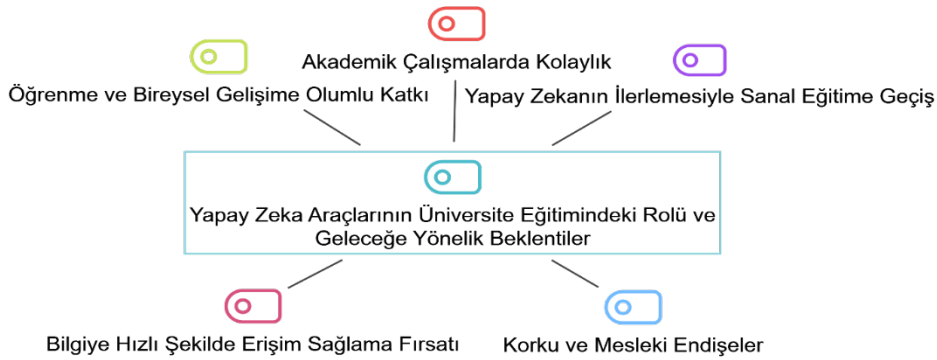 Akademik Çalışmalarda Kolaylık
Öğrenme ve Bireysel Gelişime Olumlu Katkı
Yapay Zekanın İlerlemesiyle Sanal Eğitime Geçiş
Yapay Zeka Araçlarının Üniversite Eğitimindeki Rolü ve
Geleceğe Yönelik Beklentiler
Bilgiye Hızlı Şekilde Erişim Sağlama Fırsatı
Korku ve Mesleki Endişeler